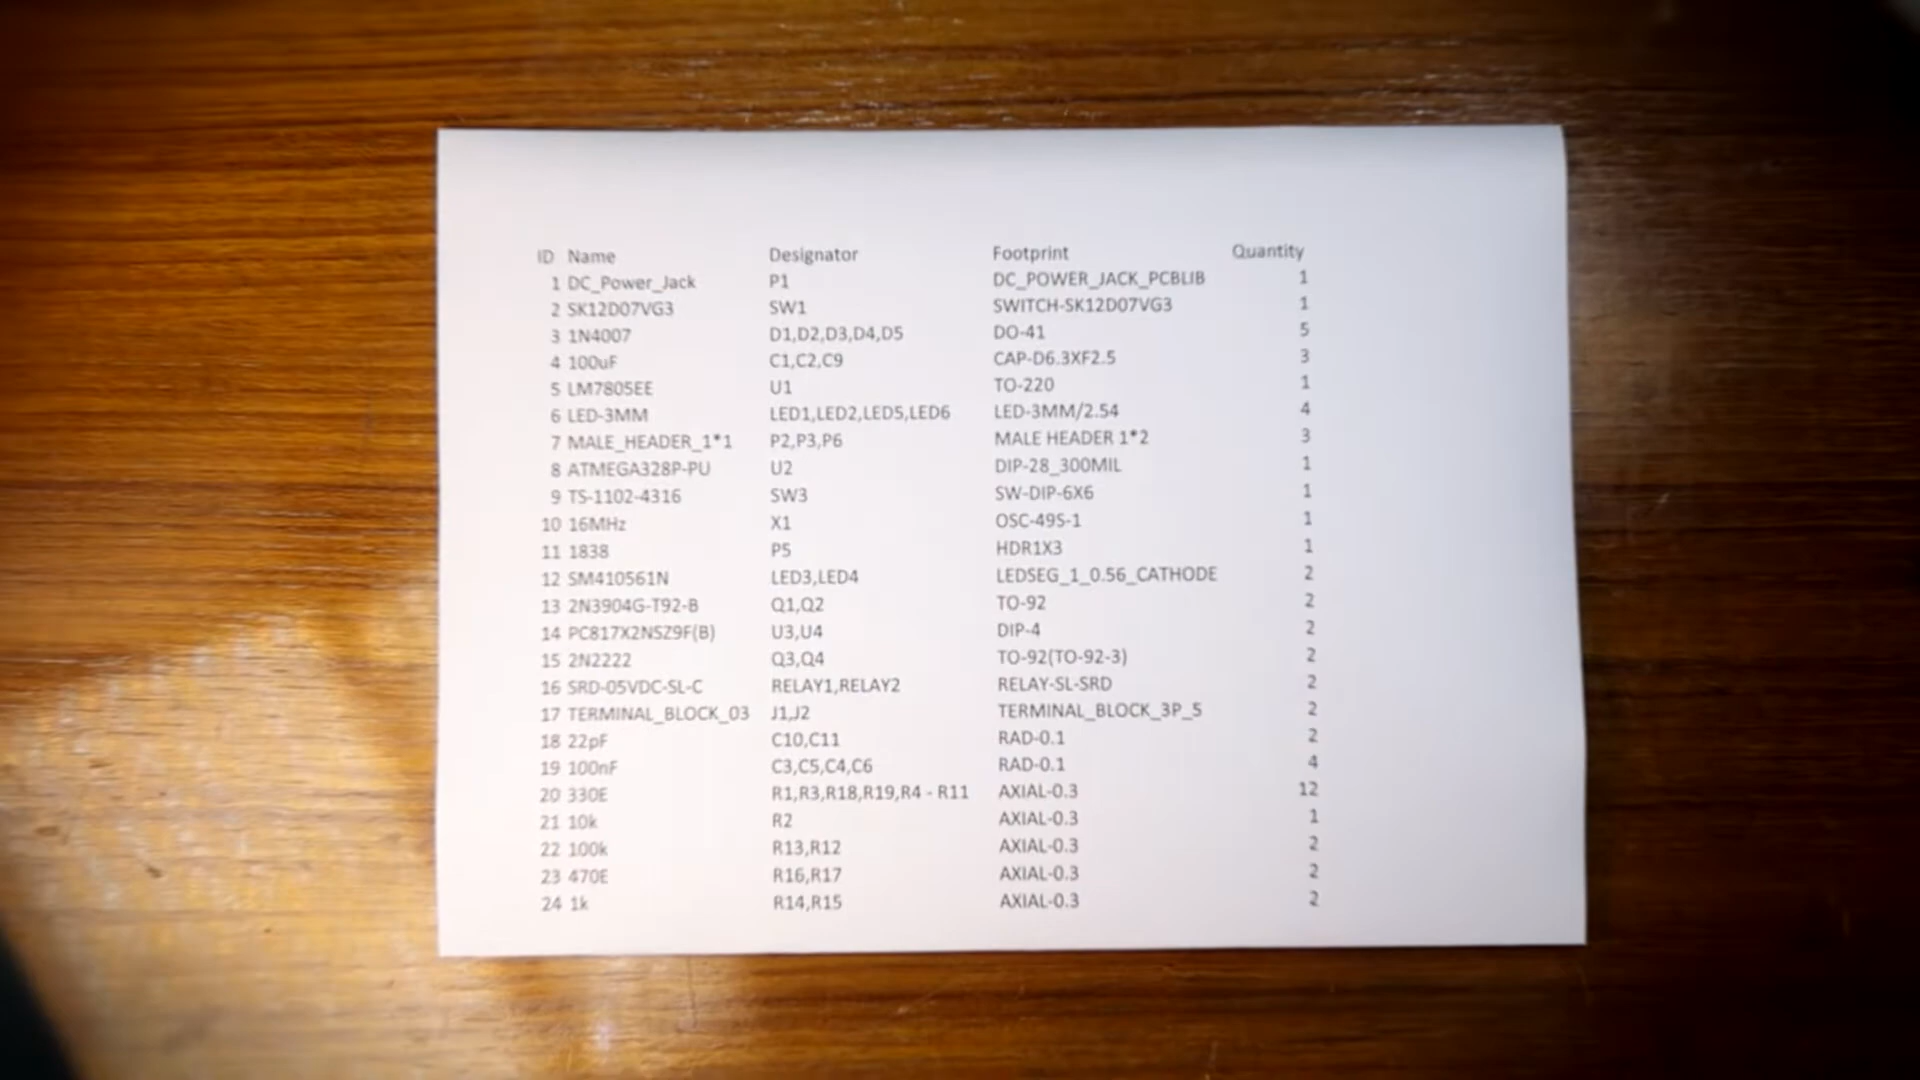 ID Name Designator Footprint Quantity
1 DC_Power_Jack P1 DC_POWER_JACK_PCBLIB 1
2 SK12D07VG3 SW1 SWITCH-SK12D07VG3 1
3 1N4007 D1,D2,D3,D4,D5 DO-41 5
4 100uF C1,C2,C9 CAP-D6.3XF2.5 3
5 LM7805EE U1 TO-220 1
6 LED-3MM LED1,LED2,LED5,LED6 LED-3MM/2.54 4
7 MALE_HEADER_1*1 P2,P3,P6 MALE HEADER 1*2 3
8 ATMEGA328P-PU U2 DIP-28_300MIL 1
9 TS-1102-4316 SW3 SW-DIP-6X6 1
10 16MHz X1 OSC-49S-1 1
11 1838 P5 HDR1X3 1
12 SM410561N LED3,LED4 LEDSEG_1_0.56_CATHODE 2
13 2N3904G-T92-B Q1,Q2 TO-92 2
14 PC817X2NSZ9F(B) U3,U4 DIP-4 2
15 2N2222 Q3,Q4 TO-92(TO-92-3) 2
16 SRD-05VDC-SL-C RELAY1,RELAY2 RELAY-SL-SRD 2
17 TERMINAL_BLOCK_03 J1,J2 TERMINAL_BLOCK_3P_5 2
18 22pF C10,C11 RAD-0.1 2
19 100nF C3,C5,C4,C6 RAD-0.1 4
20 330E R1,R3,R18,R19,R4 - R11 AXIAL-0.3 12
21 10k R2 AXIAL-0.3 1
22 100k R13,R12 AXIAL-0.3 2
23 470E R16,R17 AXIAL-0.3 2
24 1k R14,R15 AXIAL-0.3 2